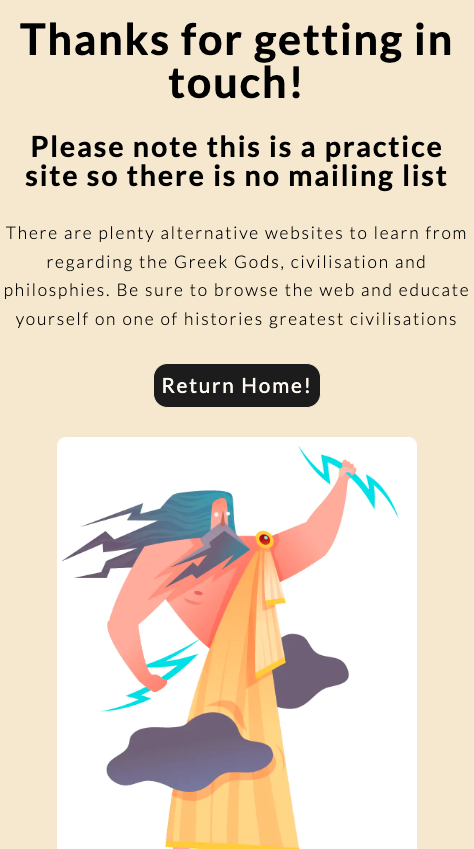 Thanks for getting in
touch!
Please note this is a practice
site so there is no mailing list
There are plenty alternative websites to learn from
regarding the Greek Gods, civilisation and
philosphies. Be sure to browse the web and educate
yourself on one of histories greatest civilisations
Return Home!